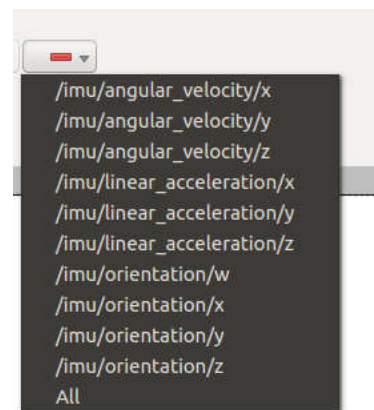 /imu/angular_velocity/x
/imu/angular_velocity/y
/imu/angular_velocity/z
/imu/linear_acceleration/x
/imu/linear_acceleration/y
/imu/linear_acceleration/z
/imu/orientation/w
/imu/orientation/x
/imu/orientation/y
/imu/orientation/z
All